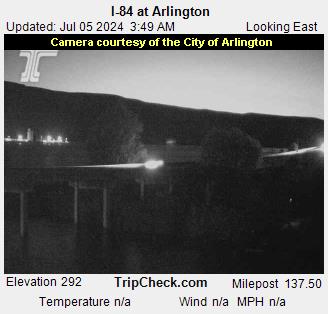 I-84 at Arlington
Updated: Jul 05 2024 3:49 AM Looking East
Camera courtesy of the City of Arlington
Elevation 292 TripCheck.com Milepost 137.50
Temperature n/a Wind n/a MPH n/a